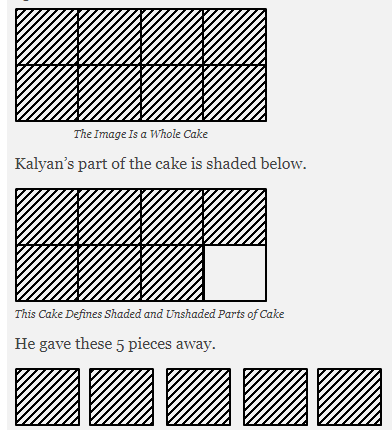 The Image Is a Whole Cake
Kalyan's part of the cake is shaded below.
This Cake Defines Shaded and Unshaded Parts of Cake
He gave these 5 pieces away.